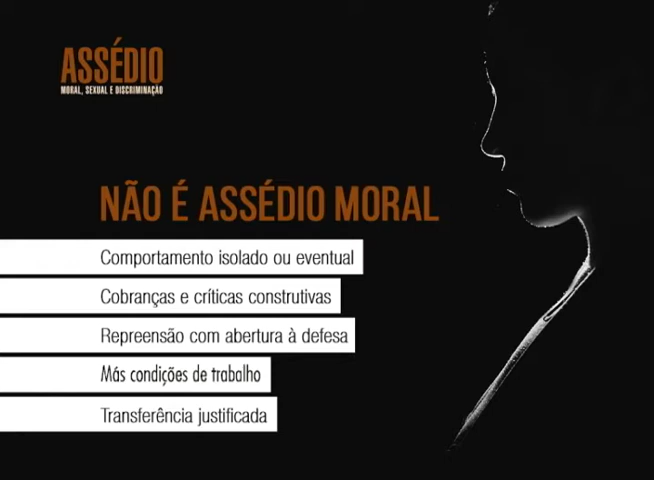 ASSÉDIO
MORAL, SEXUAL E DISCRIMINAÇÃO
NÃO É ASSÉDIO MORAL
Comportamento isolado ou eventual
Cobranças e críticas construtivas
Repreensão com abertura à defesa
Más condições de trabalho
Transferência justificada